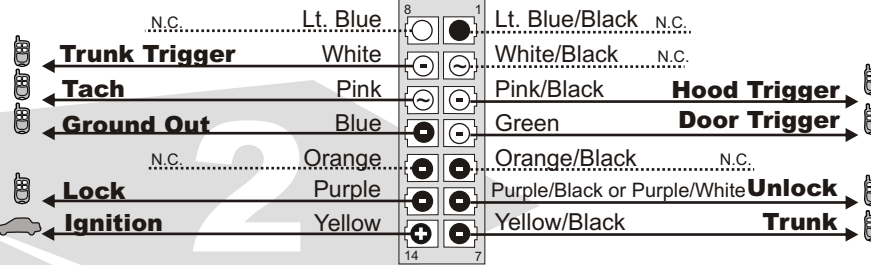 8 1
N.C. Lt. Blue Lt. Blue/Black N.C.
Trunk Trigger White White/Black N.C.
Tach Pink Pink/Black Hood Trigger
Ground Out Blue Green Door Trigger
N.C. Orange Orange/Black N.C.
Lock Purple Purple/Black or Purple/White Unlock
Ignition Yellow Yellow/Black Trunk
14 7
2